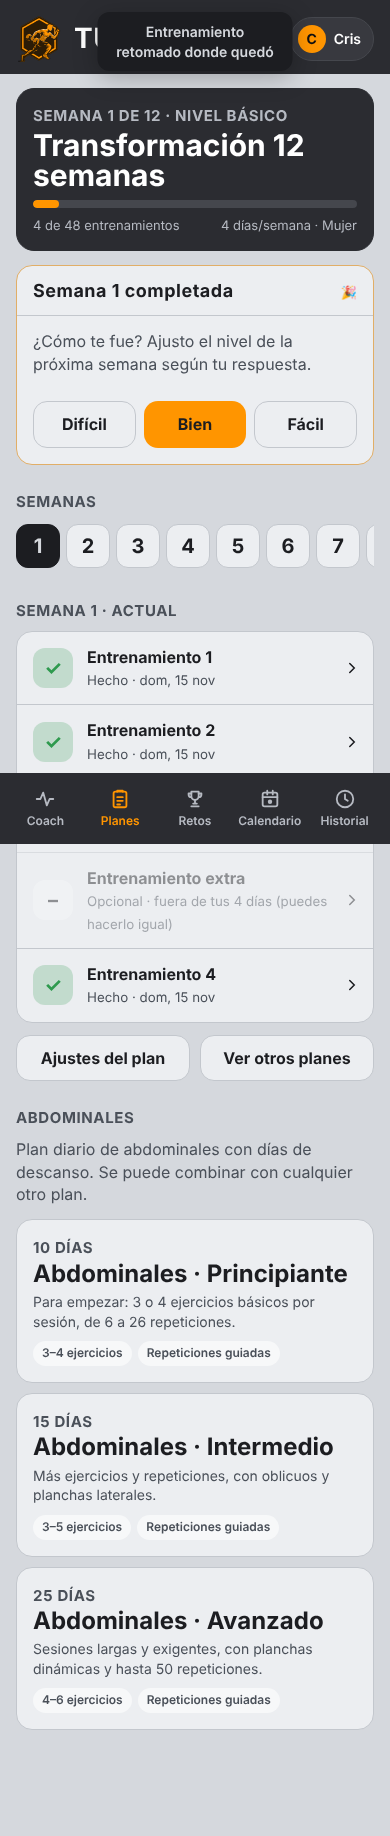 Entrenamiento
retomado donde quedó
C
Cris
SEMANA 1 DE 12 · NIVEL BÁSICO
Transformación 12
semanas
4 de 48 entrenamientos
4 días/semana · Mujer
Semana 1 completada
¿Cómo te fue? Ajusto el nivel de la
próxima semana según tu respuesta.
Difícil
Bien
Fácil
SEMANAS
1
2
3
4
5
6
7
SEMANA 1 · ACTUAL
Entrenamiento 1
Hecho · dom, 15 nov
Entrenamiento 2
Hecho · dom, 15 nov
Coach
Planes
Retos
Calendario
Historial
Entrenamiento extra
Opcional · fuera de tus 4 días (puedes
hacerlo igual)
Entrenamiento 4
Hecho · dom, 15 nov
Ajustes del plan
Ver otros planes
ABDOMINALES
Plan diario de abdominales con días de
descanso. Se puede combinar con cualquier
otro plan.
10 DÍAS
Abdominales · Principiante
Para empezar: 3 o 4 ejercicios básicos por
sesión, de 6 a 26 repeticiones.
3–4 ejercicios
Repeticiones guiadas
15 DÍAS
Abdominales · Intermedio
Más ejercicios y repeticiones, con oblicuos y
planchas laterales.
3–5 ejercicios
Repeticiones guiadas
25 DÍAS
Abdominales · Avanzado
Sesiones largas y exigentes, con planchas
dinámicas y hasta 50 repeticiones.
4–6 ejercicios
Repeticiones guiadas